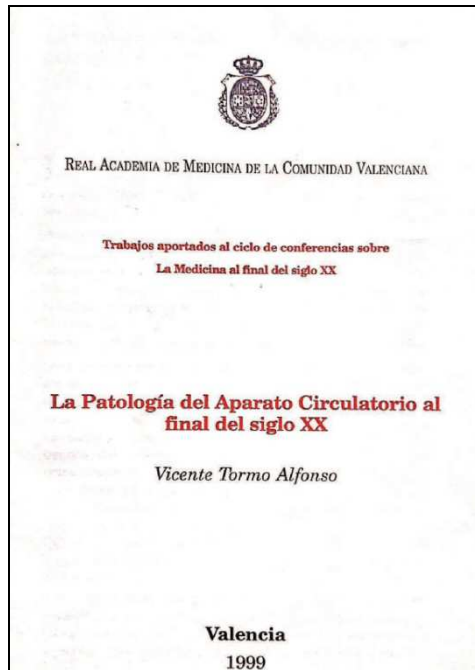 REAL ACADEMIA DE MEDICINA DE LA COMUNIDAD VALENCIANA
Trabajos aportados al ciclo de conferencias sobre
La Medicina al final del siglo XX
La Patología del Aparato Circulatorio al
final del siglo XX
Vicente Tormo Alfonso
Valencia
1999